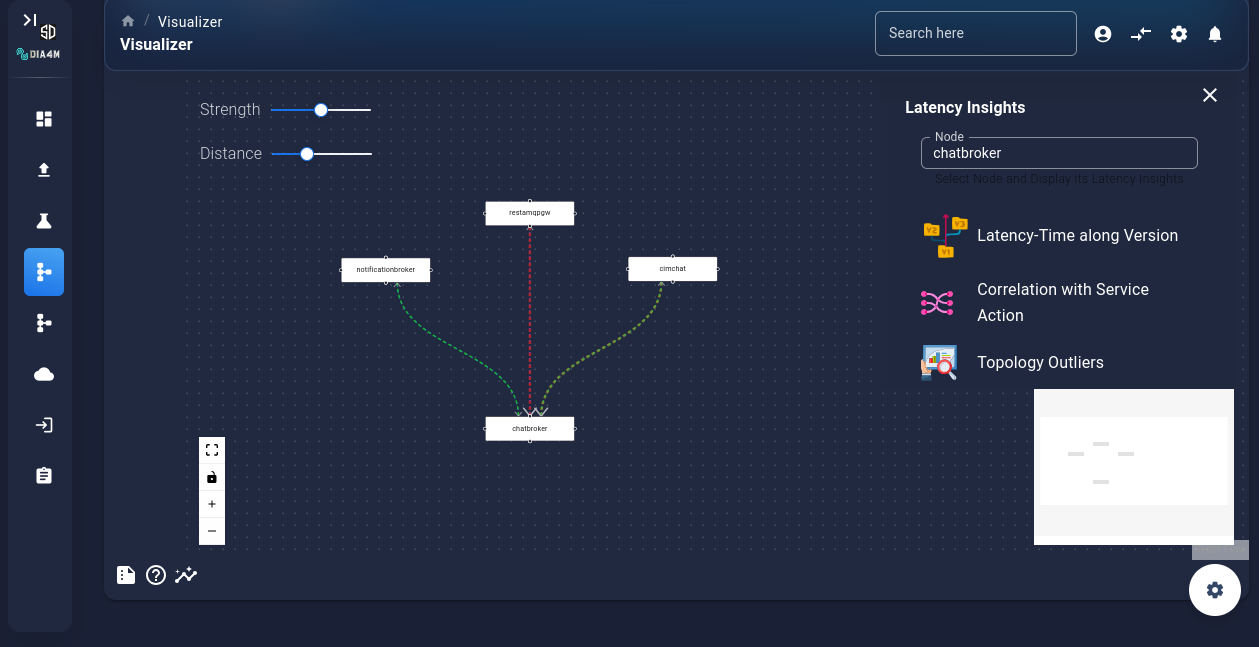 / Visualizer
Visualizer
Search here
DIA4M
Strength
Distance
restamqpgw
notificationbroker
cimchat
chatbroker
Latency Insights
Node
chatbroker
Select Node and Display its Latency Insights
V2
V3
V1
Latency-Time along Version
Correlation with Service
Action
Topology Outliers